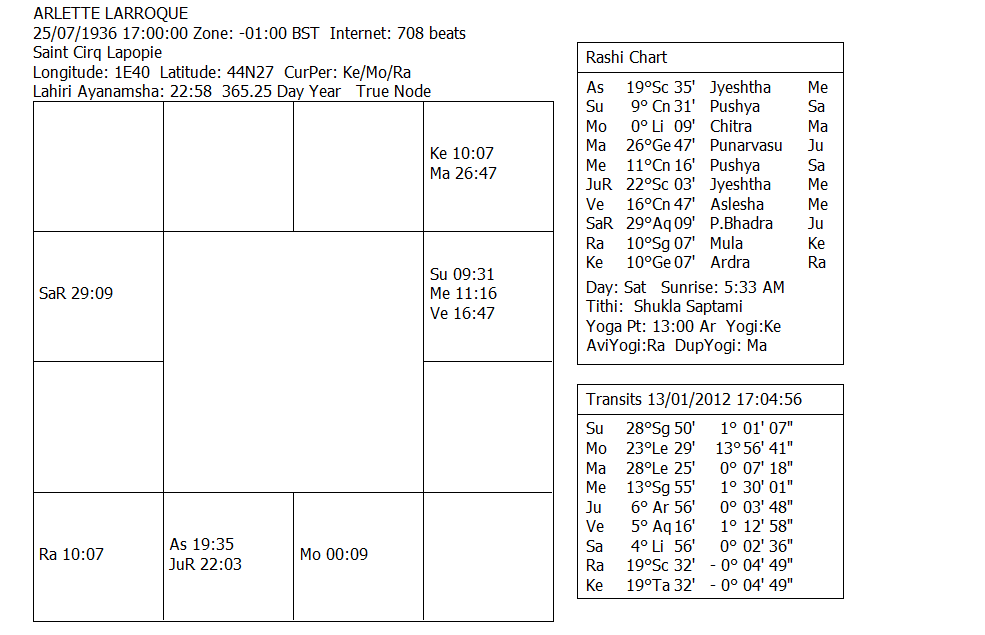 ARLETTE LARROQUE
25/07/1936 17:00:00 Zone: -01:00 BST  Internet: 708 beats
Saint Cirq Lapopie
Longitude: 1E40  Latitude: 44N27  CurPer: Ke/Mo/Ra
Lahiri Ayanamsha: 22:58  365.25 Day Year   True Node
Ke 10:07
Ma 26:47
SaR 29:09
Su 09:31
Me 11:16
Ve 16:47
Ra 10:07
As 19:35
JuR 22:03
Mo 00:09
Rashi Chart
As 19°Sc 35' Jyeshtha Me
Su 9° Cn 31' Pushya Sa
Mo 0° Li 09' Chitra Ma
Ma 26°Ge 47' Punarvasu Ju
Me 11°Cn 16' Pushya Sa
JuR 22°Sc 03' Jyeshtha Me
Ve 16°Cn 47' Aslesha Me
SaR 29°Aq 09' P.Bhadra Ju
Ra 10°Sg 07' Mula Ke
Ke 10°Ge 07' Ardra Ra
Day: Sat  Sunrise: 5:33 AM
Tithi:  Shukla Saptami
Yoga Pt: 13:00 Ar  Yogi:Ke
AviYogi:Ra  DupYogi: Ma
Transits 13/01/2012 17:04:56
Su 28°Sg 50' 1° 01' 07"
Mo 23°Le 29' 13° 56' 41"
Ma 28°Le 25' 0° 07' 18"
Me 13°Sg 55' 1° 30' 01"
Ju 6° Ar 56' 0° 03' 48"
Ve 5° Aq 16' 1° 12' 58"
Sa 4° Li 56' 0° 02' 36"
Ra 19°Sc 32' - 0° 04' 49"
Ke 19°Ta 32' - 0° 04' 49"